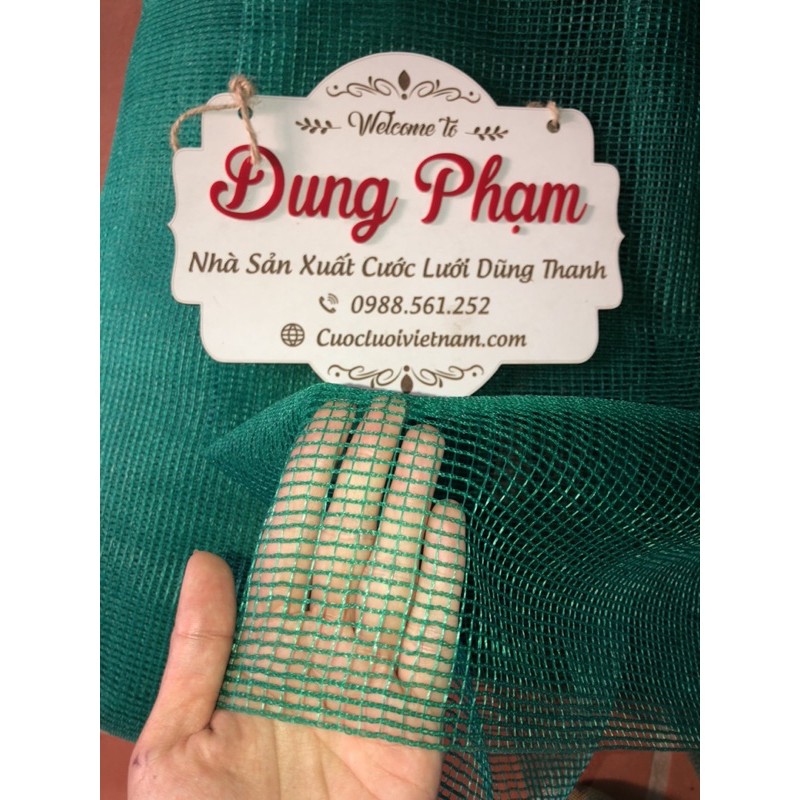 Welcome to
Dung Phạm
Nhà Sản Xuất Cước Lưới Dũng Thanh
0988.561.252
Cuocluoivietnam.com